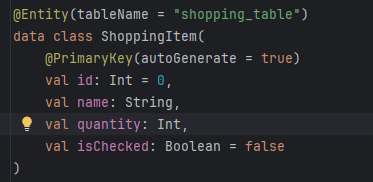 @Entity(tableName = "shopping_table")
data class ShoppingItem(
    @PrimaryKey(autoGenerate = true)
    val id: Int = 0,
    val name: String,
    val quantity: Int,
    val isChecked: Boolean = false
)